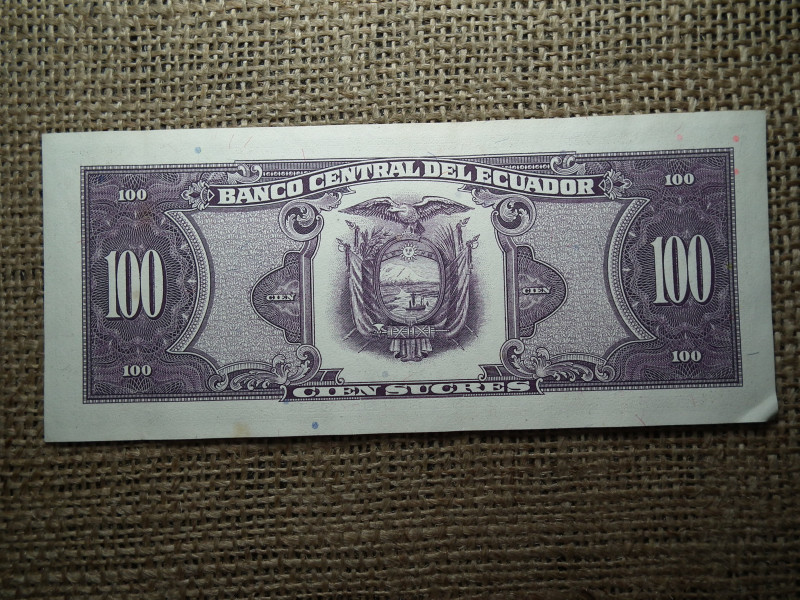 BANCO CENTRAL DEL ECUADOR
100 100
100 CIEN CIEN 100
100 100
CIEN SUCRES